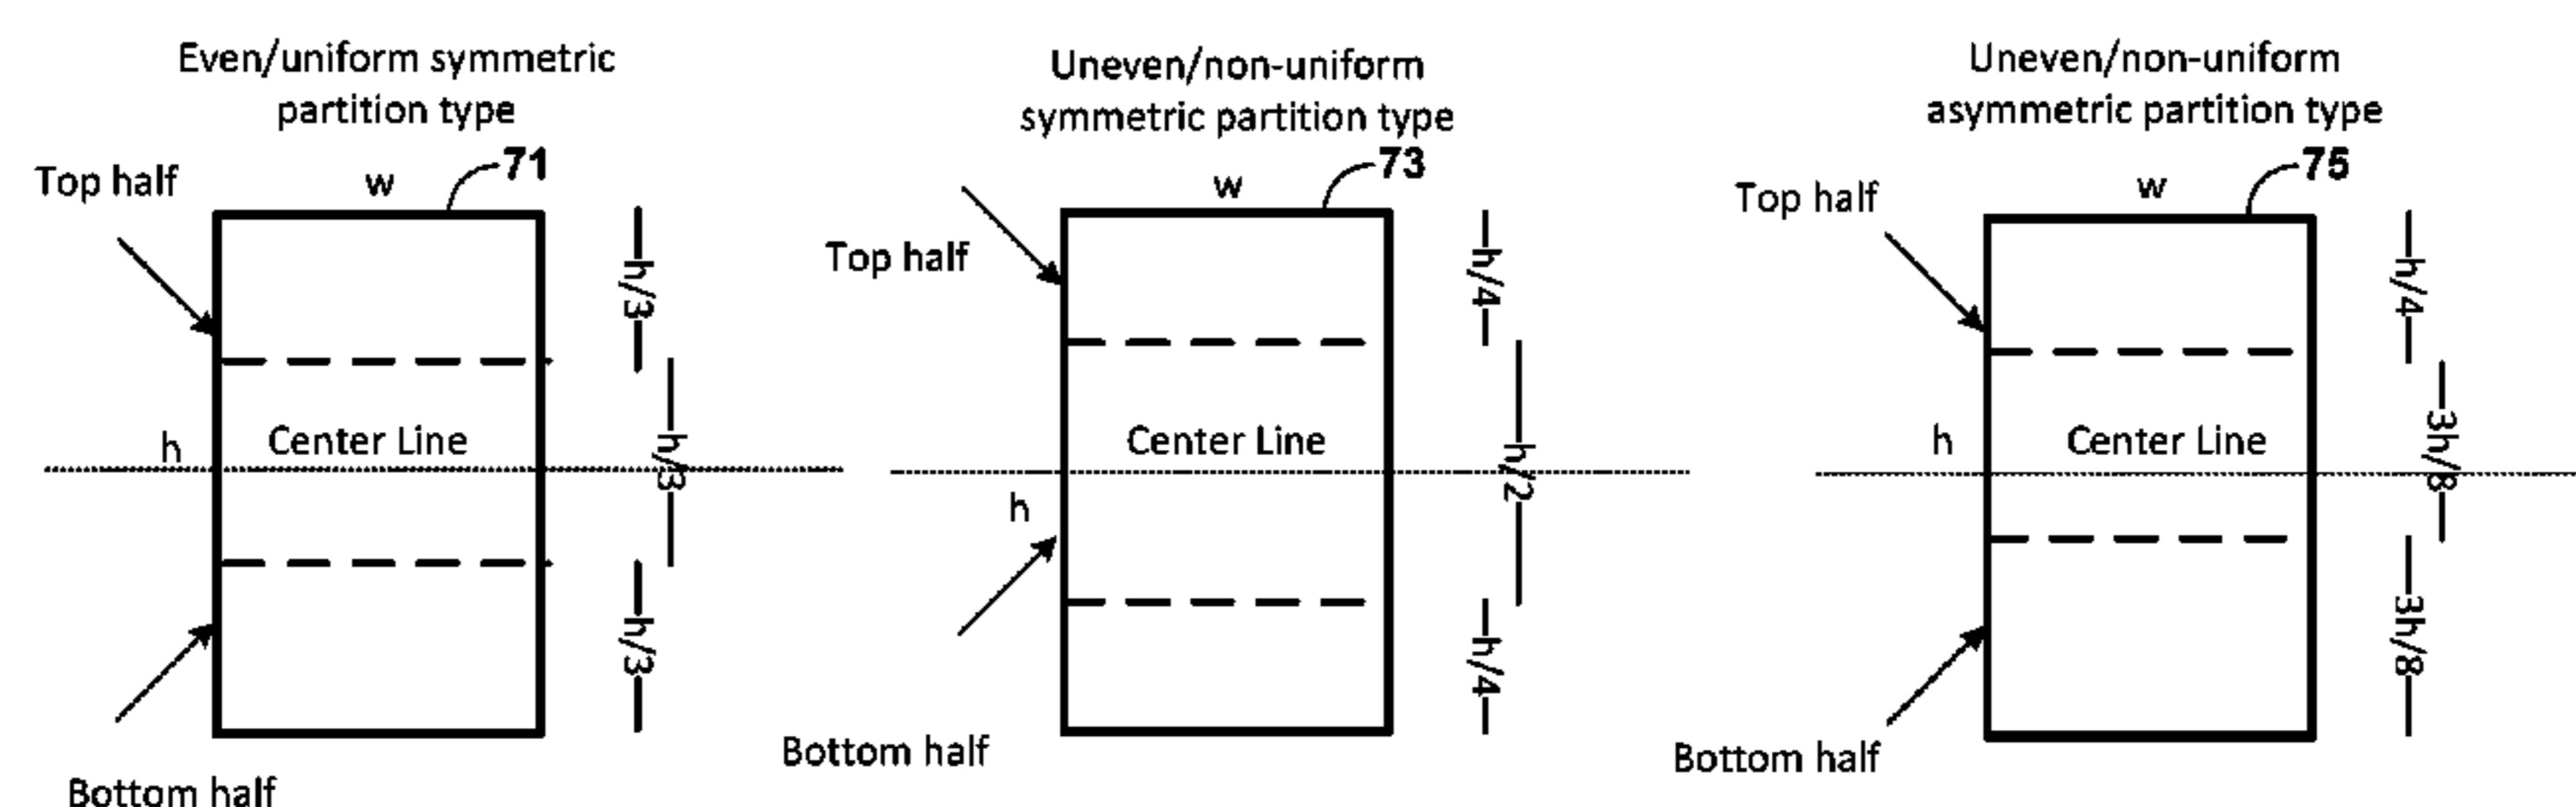 Even/uniform symmetric
partition type
71
Top half
w
h/3
h
Center Line
h/3
h/3
Bottom half
Uneven/non-uniform
symmetric partition type
73
w
Top half
h/4
Center Line
h/2
h
h/4
Bottom half
Uneven/non-uniform
asymmetric partition type
75
Top half
w
h/4
h
Center Line
3h/8
3h/8
Bottom half